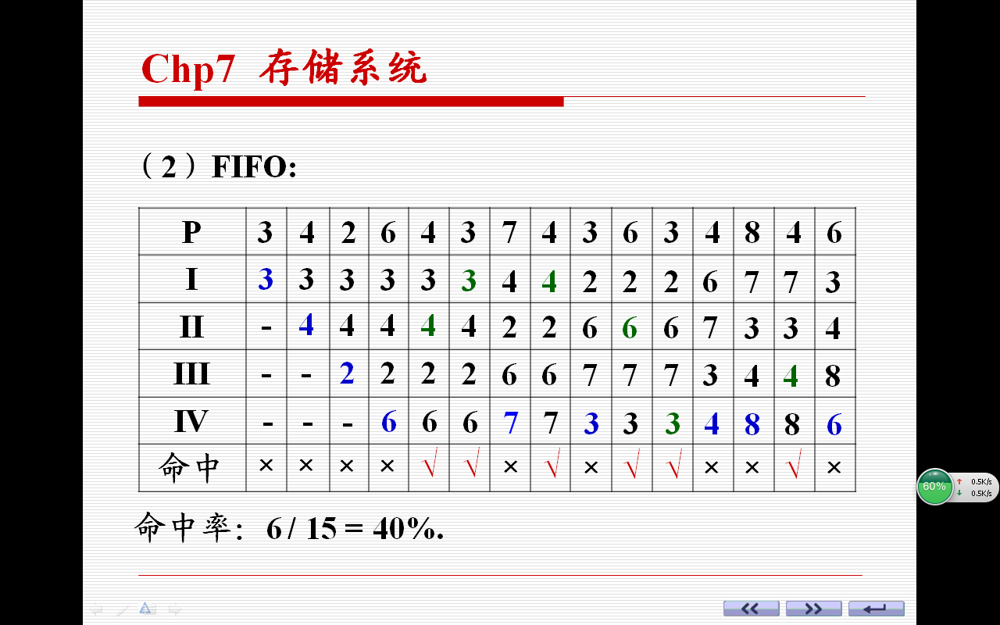 Chp7 存储系统
（2）FIFO:
P 3 4 2 6 4 3 7 4 3 6 3 4 8 4 6
I 3 3 3 3 3 3 4 4 2 2 2 6 7 7 3
II - 4 4 4 4 4 2 2 6 6 6 7 3 3 4
III - - 2 2 2 2 6 6 7 7 7 3 4 4 8
IV - - - 6 6 6 7 7 3 3 3 4 8 8 6
命中 × × × × √ √ × √ × √ √ × × √ ×
命中率： 6 / 15 = 40%.
60%
↑ 0.5K/s
↓ 0.5K/s